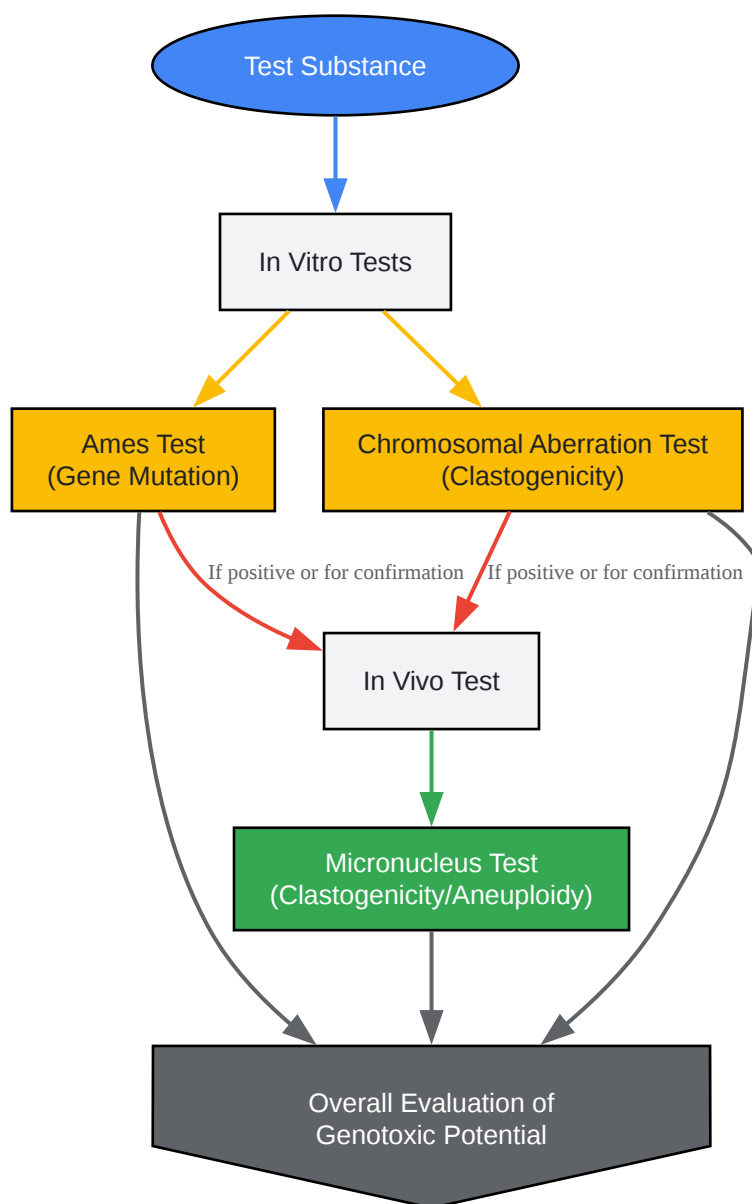 Test Substance
In Vitro Tests
Ames Test
(Gene Mutation)
Chromosomal Aberration Test
(Clastogenicity)
If positive or for confirmation
If positive or for confirmation
In Vivo Test
Micronucleus Test
(Clastogenicity/Aneuploidy)
Overall Evaluation of
Genotoxic Potential